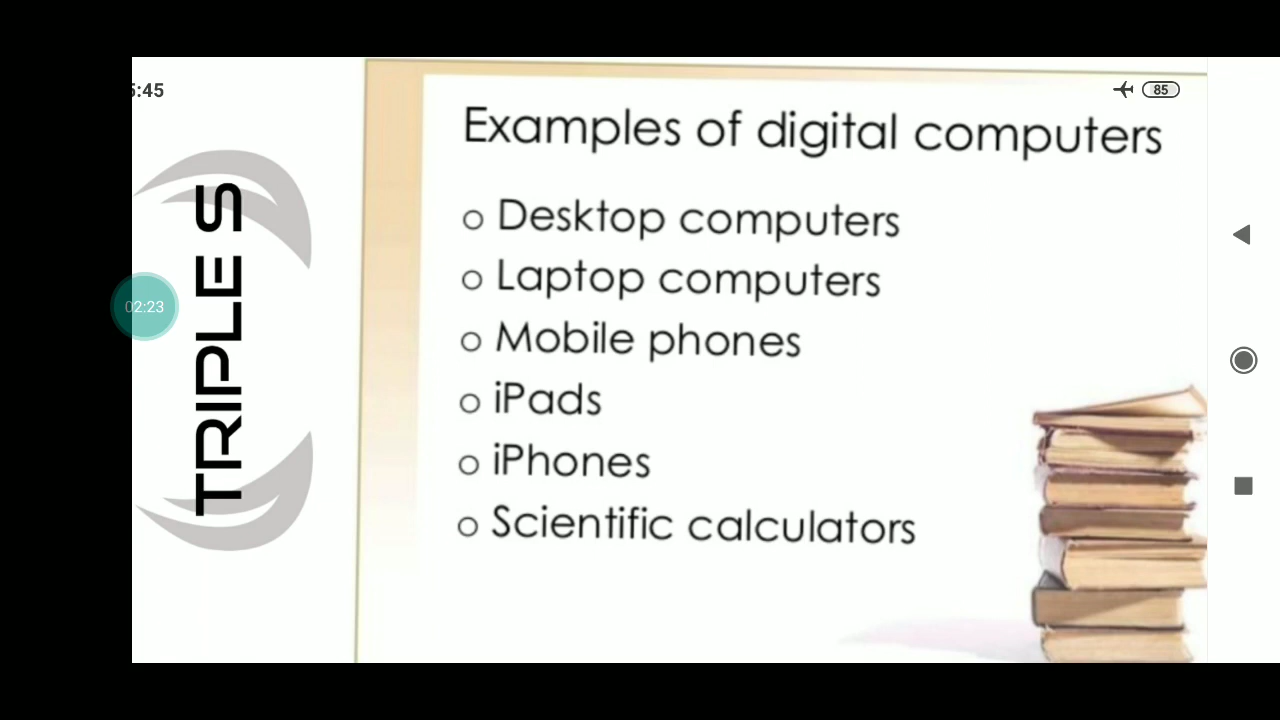 5:45
85
TRIPLE S
02:23
Examples of digital computers
o Desktop computers
o Laptop computers
o Mobile phones
o iPads
o iPhones
o Scientific calculators